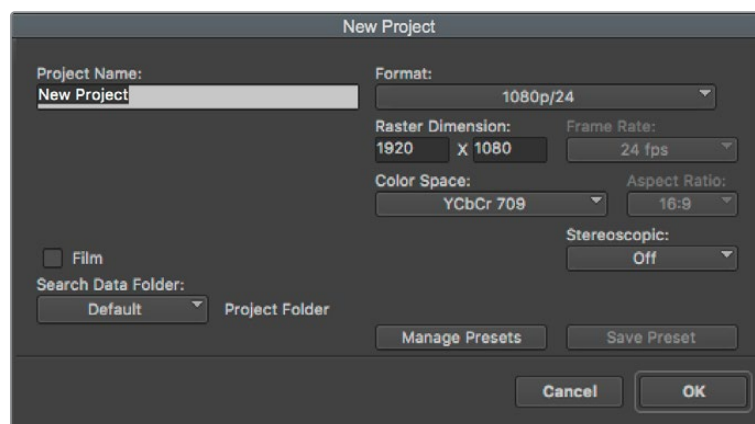 New Project
Project Name:
New Project
Format:
1080p/24
Raster Dimension:
1920 X 1080
Frame Rate:
24 fps
Color Space:
YCbCr 709
Aspect Ratio:
16:9
Stereoscopic:
Off
Film
Search Data Folder:
Default
Project Folder
Manage Presets
Save Preset
Cancel
OK